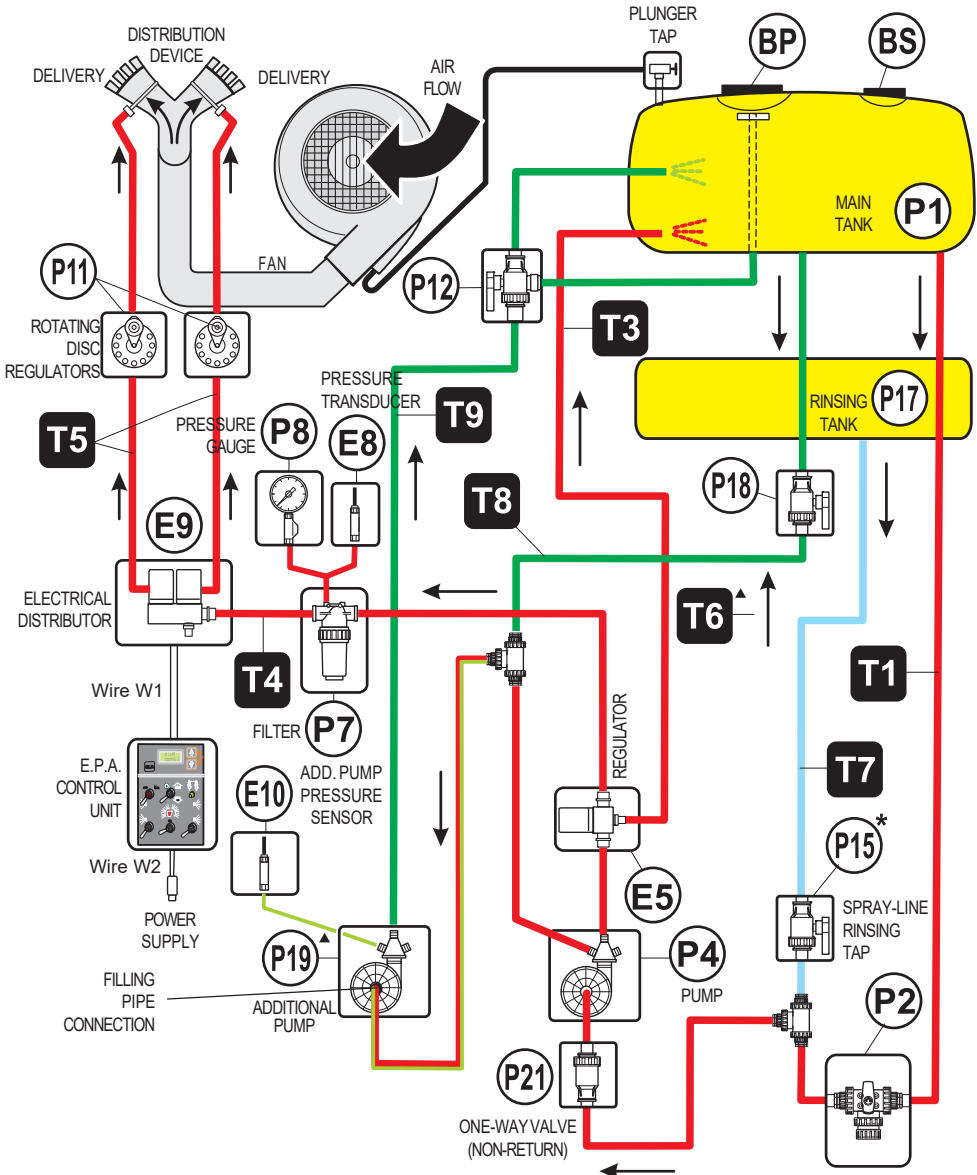 PLUNGER
TAP
BP
BS
DISTRIBUTION
DEVICE
DELIVERY
DELIVERY
AIR
FLOW
MAIN
TANK
P1
FAN
P11
P12
T3
ROTATING
DISC
REGULATORS
RINSING
TANK
P17
PRESSURE
TRANSDUCER
T9
T5
PRESSURE
GAUGE
P8
E8
P18
T8
E9
ELECTRICAL
DISTRIBUTOR
T6▲
T4
T1
Wire W1
FILTER
P7
REGULATOR
E.P.A.
CONTROL
UNIT
E10
ADD. PUMP
PRESSURE
SENSOR
T7
P15*
Wire W2
E5
SPRAY-LINE
RINSING
TAP
POWER
SUPPLY
P19▲
P4
PUMP
FILLING
PIPE
CONNECTION
ADDITIONAL
PUMP
P2
P21
ONE-WAY VALVE
(NON-RETURN)